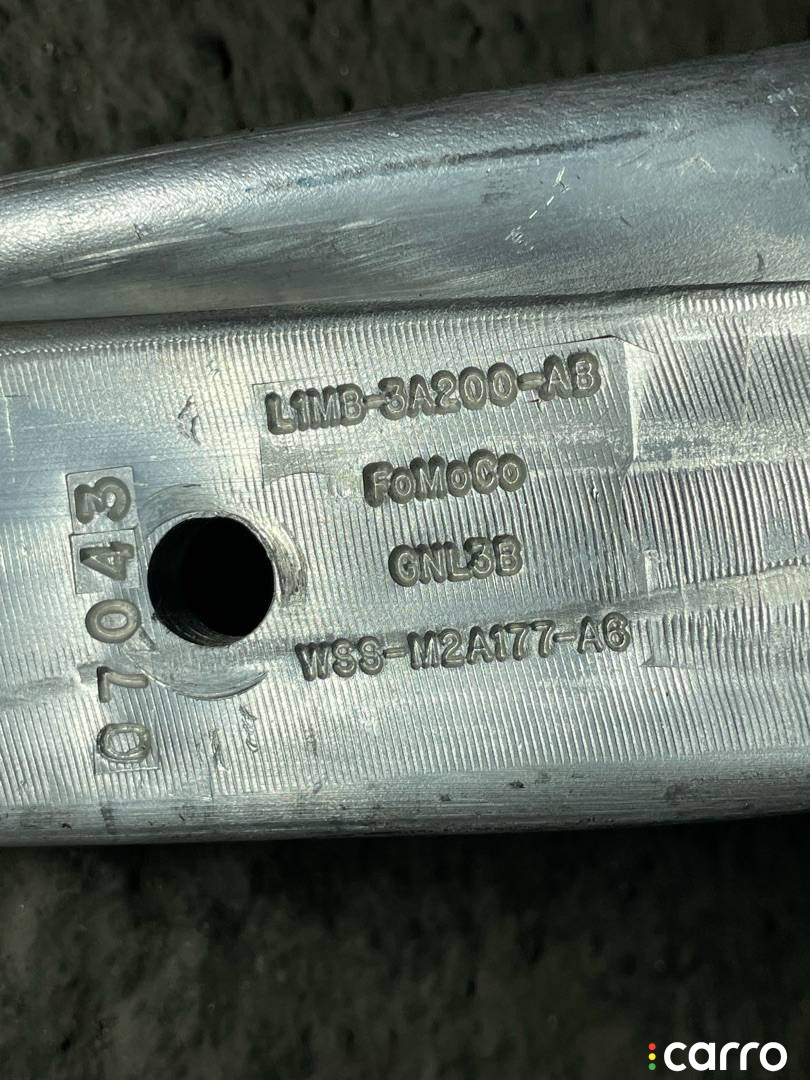 L1MB-3A200-AB
FoMoCo
GNL3B
WSS-M2A177-A6
07043
carro